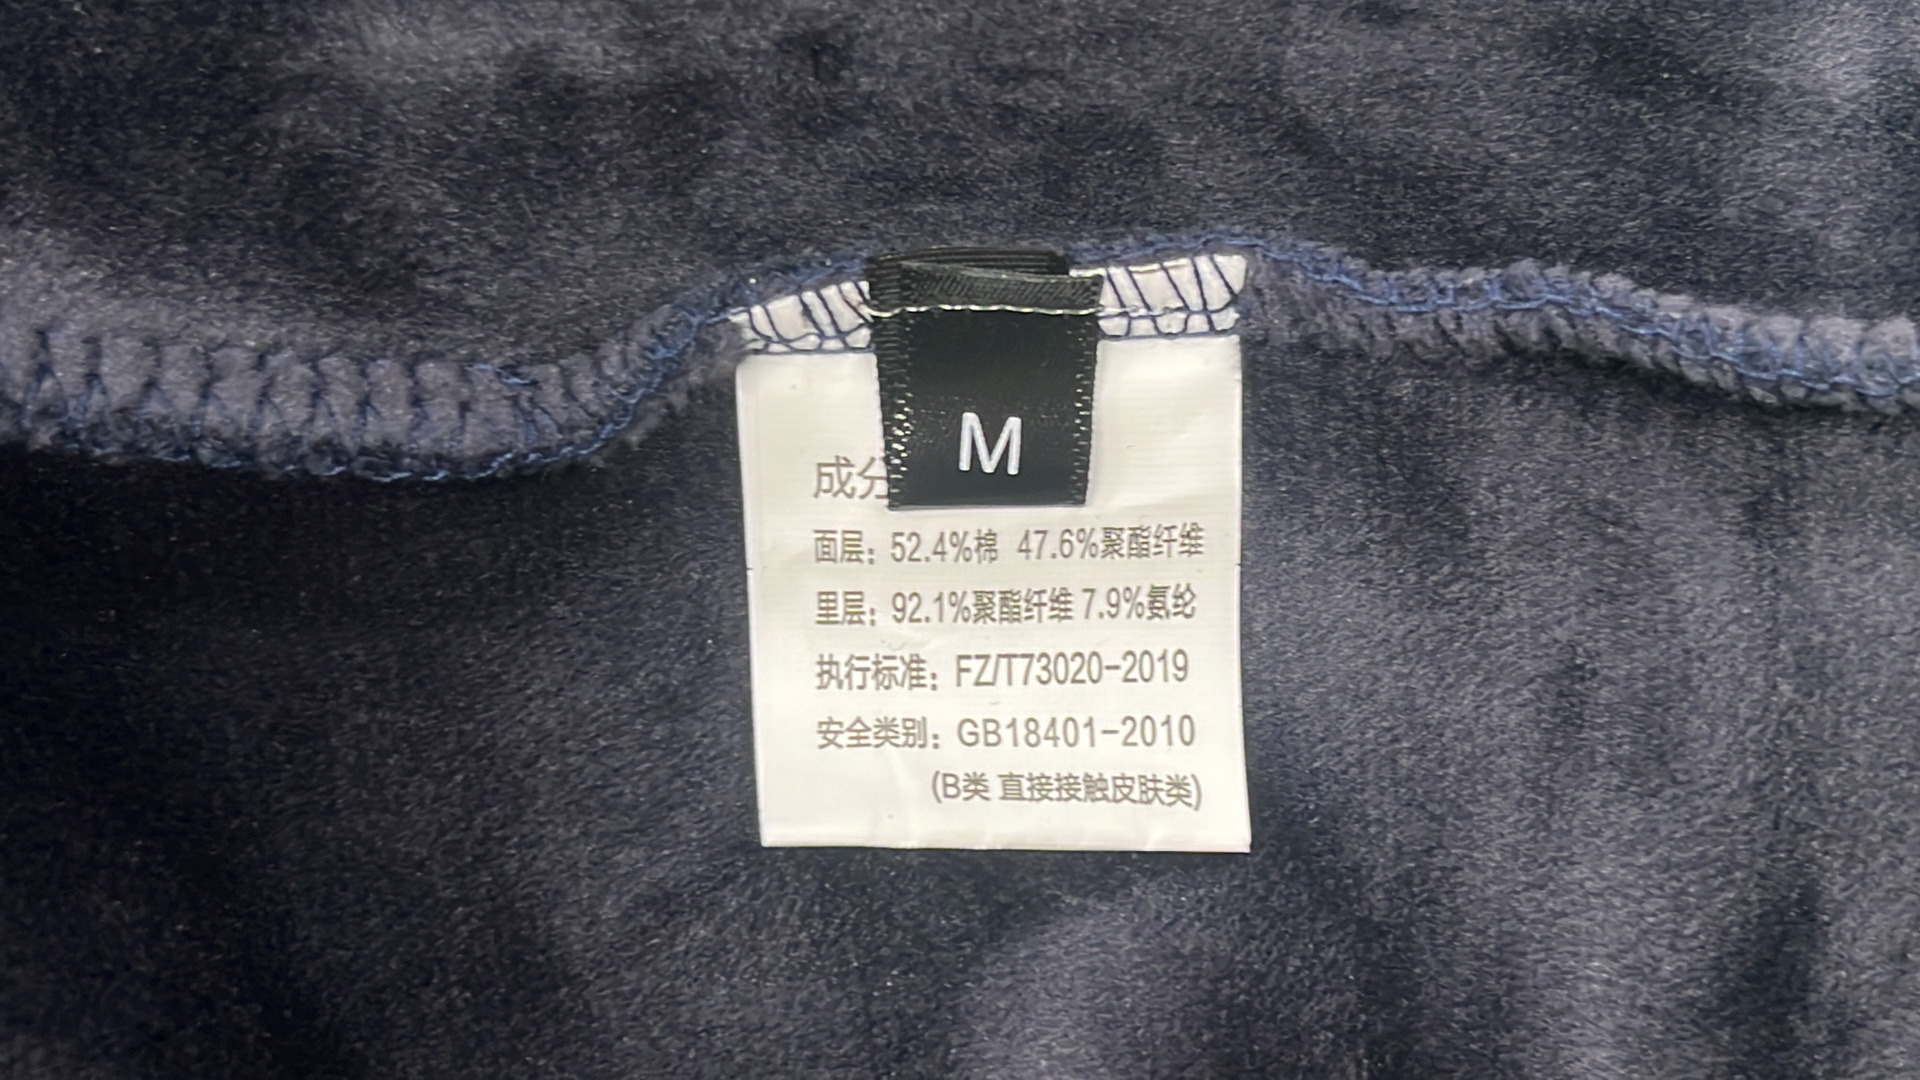 M
成分
面层: 52.4%棉 47.6%聚酯纤维
里层: 92.1%聚酯纤维 7.9%氨纶
执行标准: FZ/T73020-2019
安全类别: GB18401-2010
(B类 直接接触皮肤类)